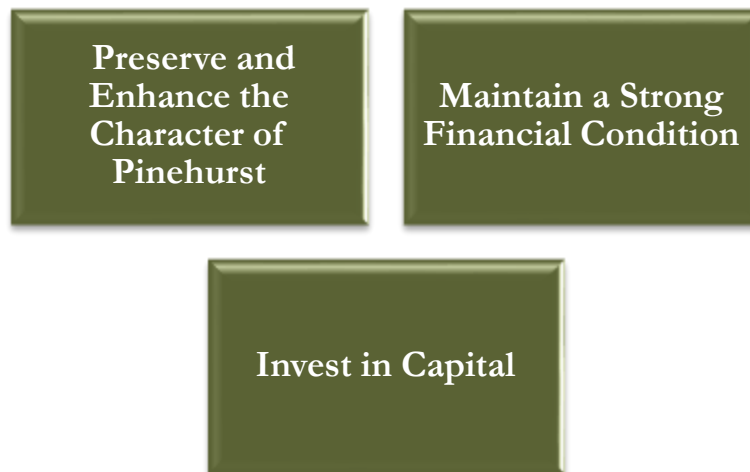 Preserve and
Enhance the
Character of
Pinehurst
Maintain a Strong
Financial Condition
Invest in Capital